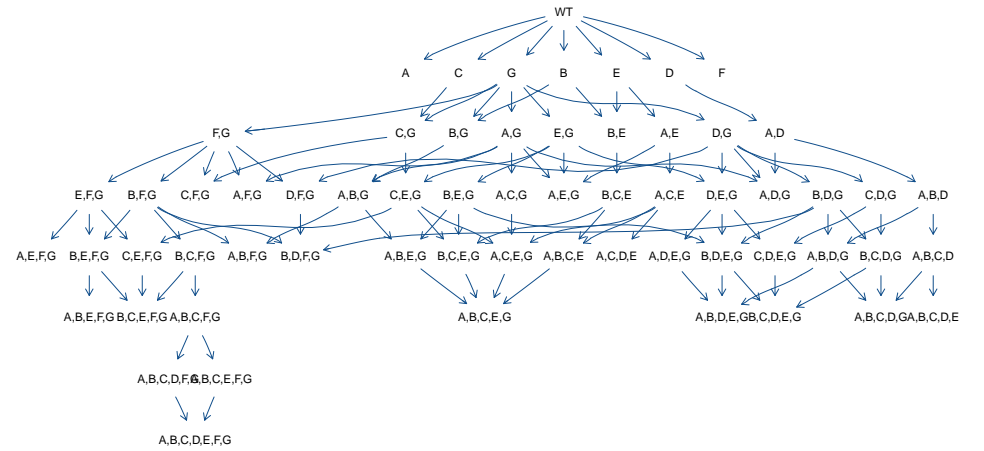 WT
A C G B E D F
F,G C,G B,G A,G E,G B,E A,E D,G A,D
E,F,G B,F,G C,F,G A,F,G D,F,G A,B,G C,E,G B,E,G A,C,G A,E,G B,C,E A,C,E D,E,G A,D,G B,D,G C,D,G A,B,D
A,E,F,G B,E,F,G C,E,F,G B,C,F,G A,B,F,G B,D,F,G A,B,E,G B,C,E,G A,C,E,G A,B,C,E A,C,D,E A,D,E,G B,D,E,G C,D,E,G A,B,D,G B,C,D,G A,B,C,D
A,B,E,F,G B,C,E,F,G A,B,C,F,G A,B,C,E,G A,B,D,E,G B,C,D,E,G A,B,C,D,G A,B,C,D,E
A,B,C,D,F,G A,B,C,E,F,G
A,B,C,D,E,F,G